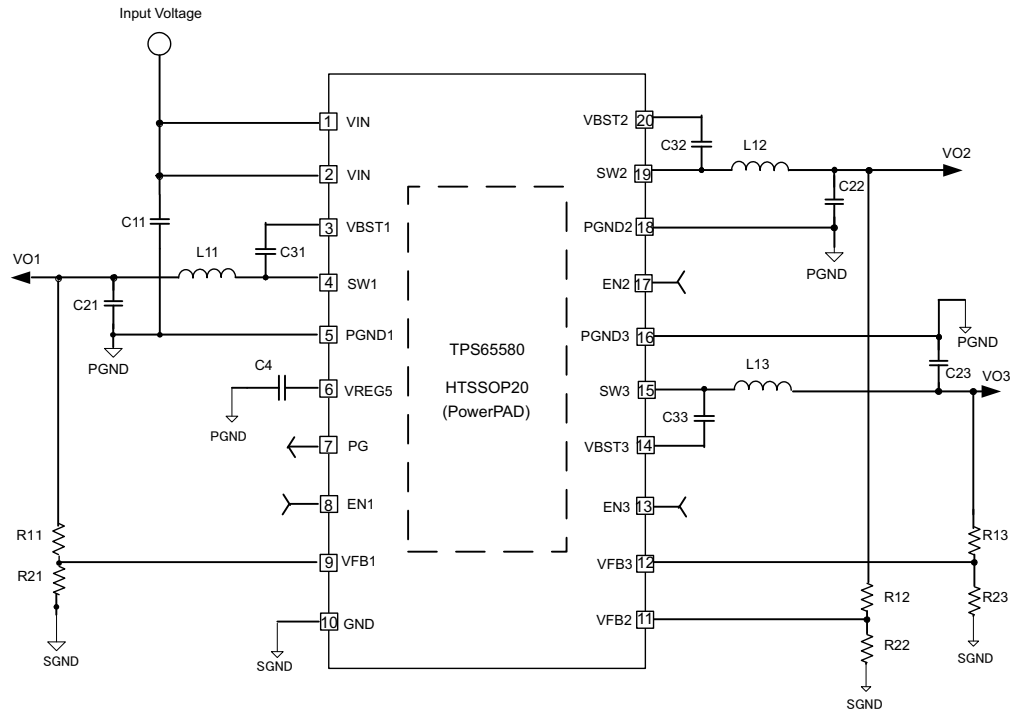 Input Voltage
1
VIN
2
VIN
3
VBST1
4
SW1
5
PGND1
6
VREG5
7
PG
8
EN1
9
VFB1
10
GND
C11
C31
L11
VO1
C21
PGND
C4
PGND
R11
R21
SGND
SGND
TPS65580
HTSSOP20
(PowerPAD)
VBST2
20
SW2
19
PGND2
18
EN2
17
PGND3
16
SW3
15
VBST3
14
EN3
13
VFB3
12
VFB2
11
C32
L12
VO2
C22
PGND
PGND
L13
C23
VO3
C33
R13
R12
R23
R22
SGND
SGND